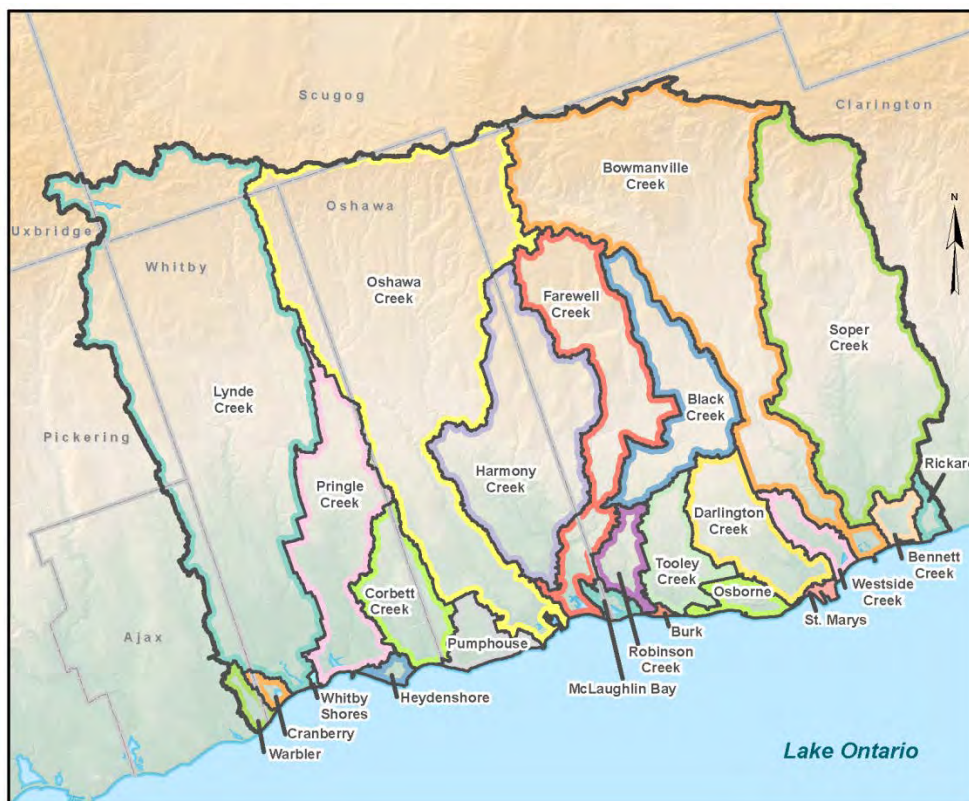 Scugog
Clarington
Bowmanville
Creek
N
Oshawa
Uxbridge
Whitby
Oshawa
Creek
Farewell
Creek
Soper
Creek
Lynde
Creek
Black
Creek
Pickering
Harmony
Creek
Rickard
Pringle
Creek
Darlington
Creek
Bennett
Creek
Tooley
Creek
Corbett
Creek
Osborne
Westside
Creek
St. Marys
Ajax
Pumphouse
Burk
Robinson
Creek
McLaughlin Bay
Whitby
Shores
Heydenshore
Cranberry
Warbler
Lake Ontario